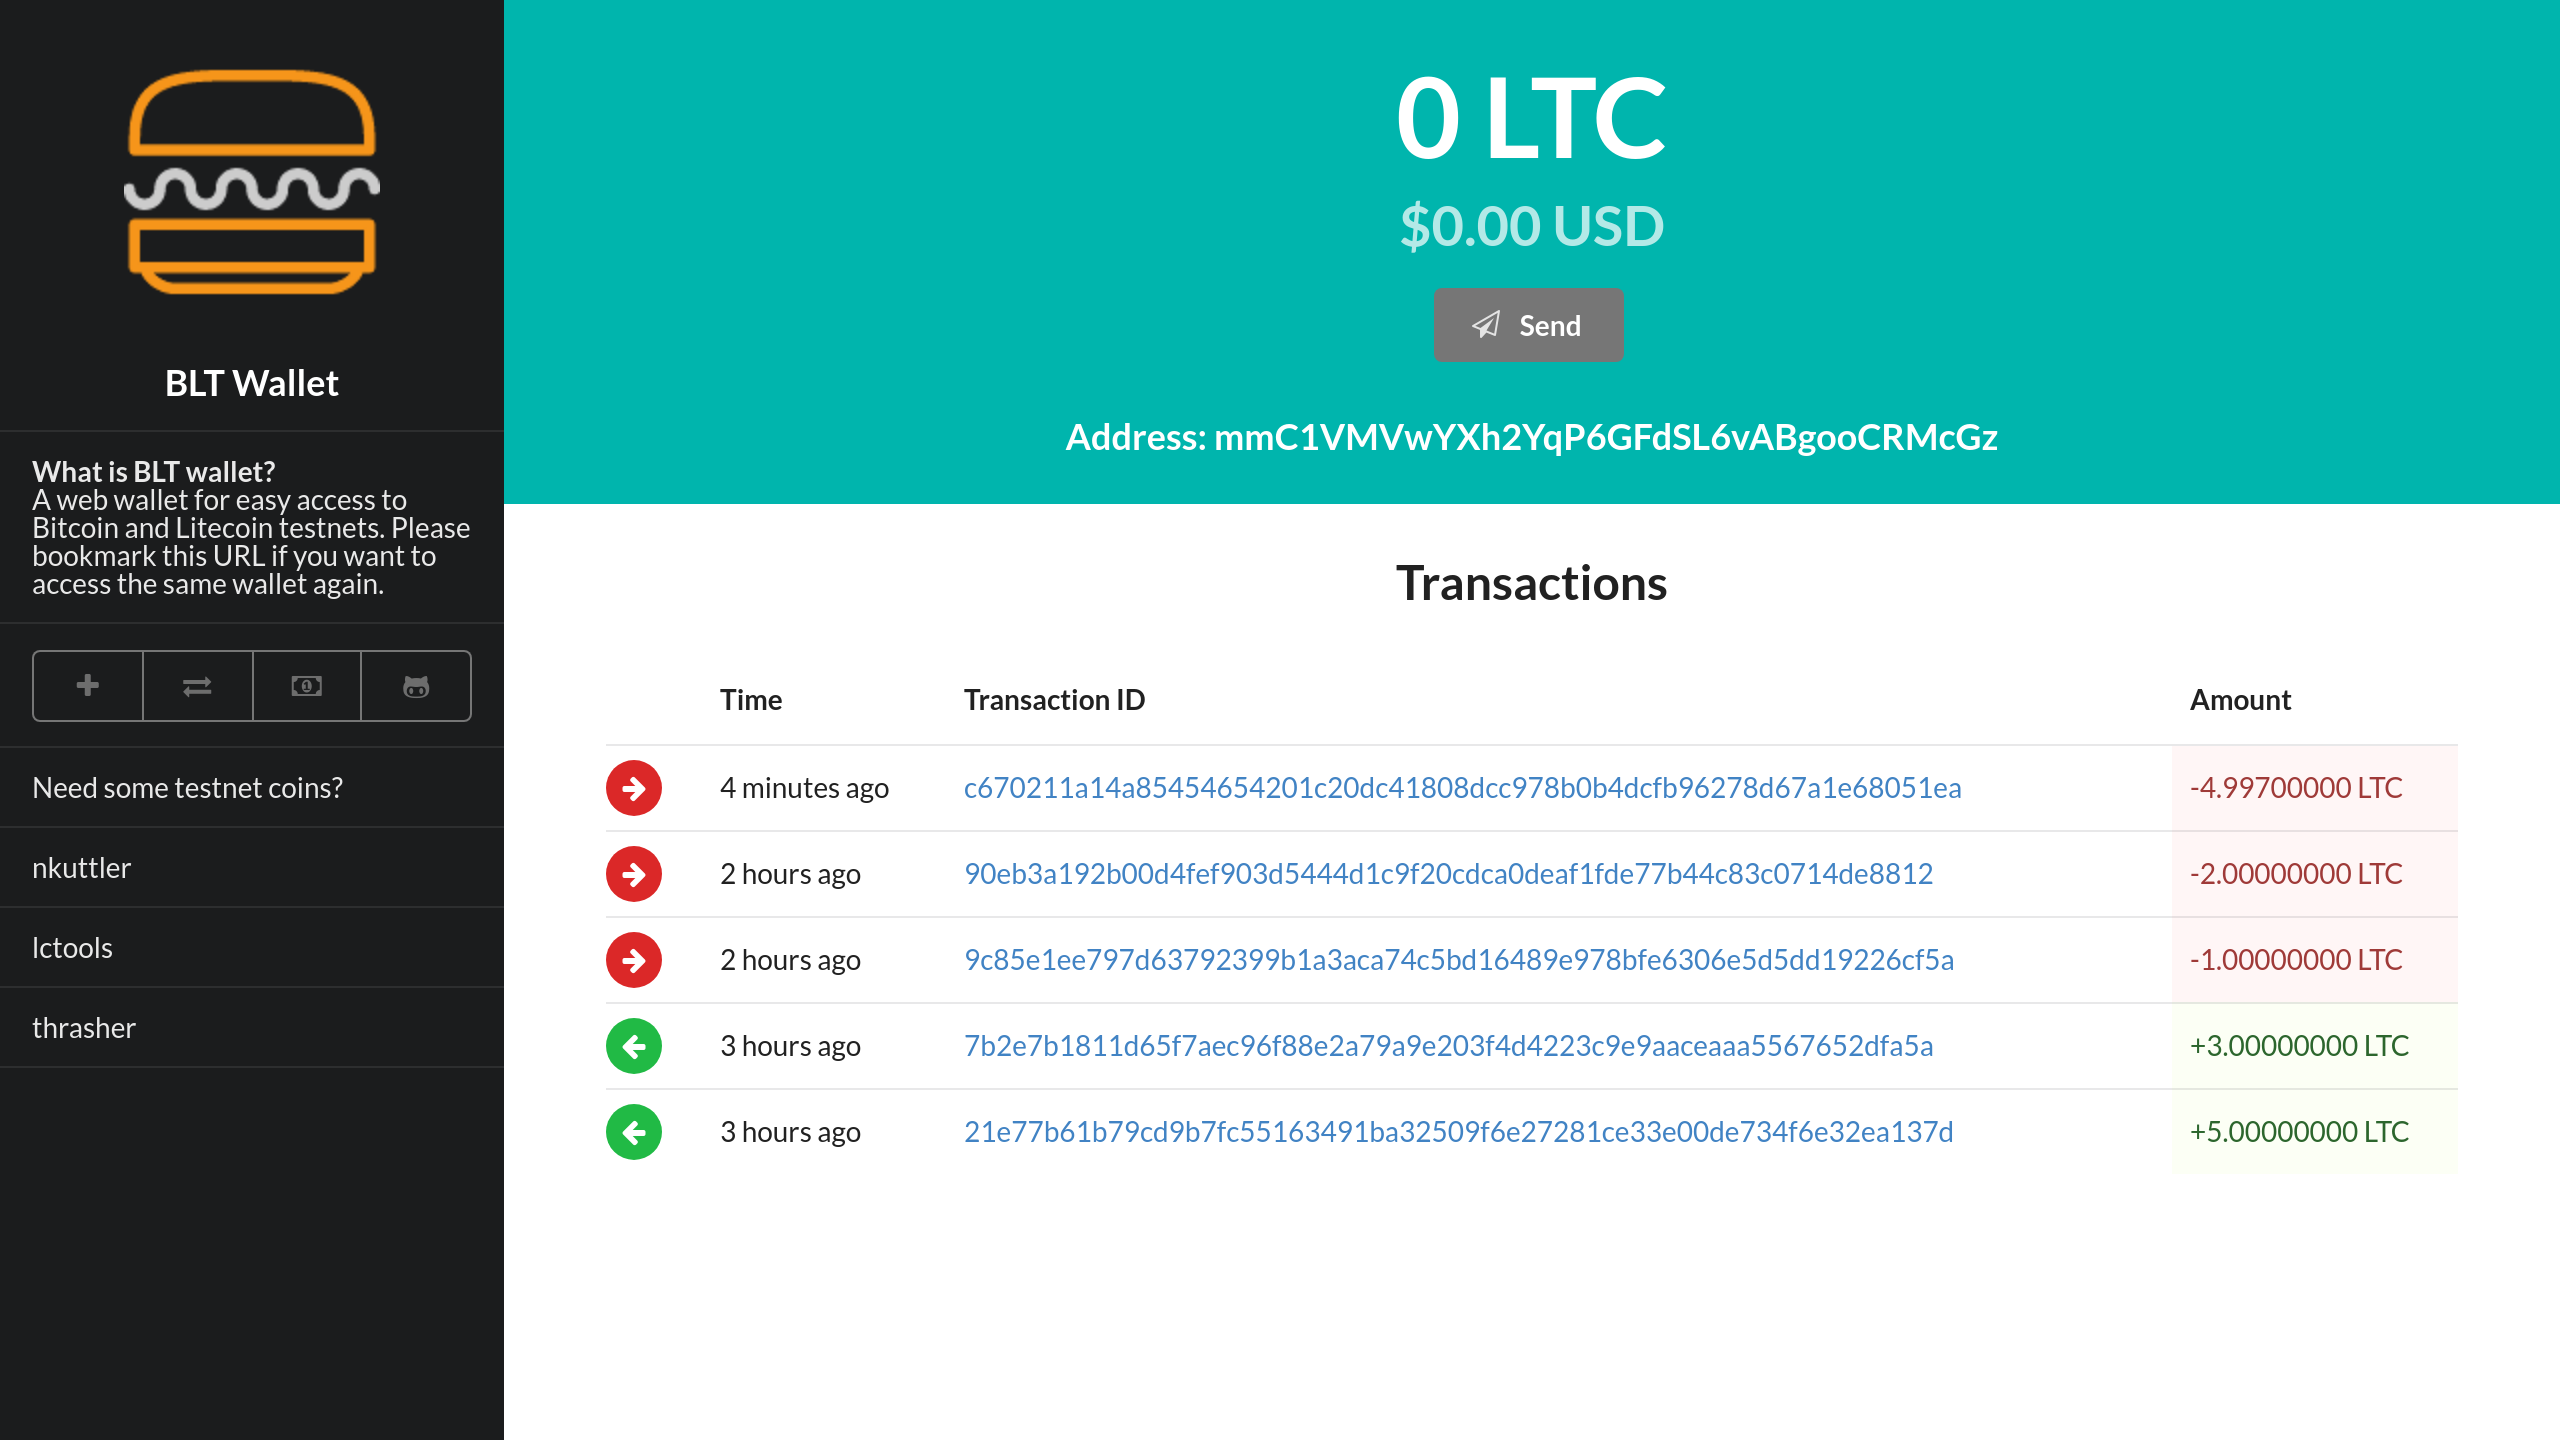 BLT Wallet
What is BLT wallet?
A web wallet for easy access to
Bitcoin and Litecoin testnets. Please
bookmark this URL if you want to
access the same wallet again.
Need some testnet coins?
nkuttler
lctools
thrasher
0 LTC
$0.00 USD
Send
Address: mmC1VMVwYXh2YqP6GFdSL6vABgooCRMcGz
Transactions
Time Transaction ID Amount
4 minutes ago c670211a14a85454654201c20dc41808dcc978b0b4dcfb96278d67a1e68051ea -4.99700000 LTC
2 hours ago 90eb3a192b00d4fef903d5444d1c9f20cdca0deaf1fde77b44c83c0714de8812 -2.00000000 LTC
2 hours ago 9c85e1ee797d63792399b1a3aca74c5bd16489e978bfe6306e5d5dd19226cf5a -1.00000000 LTC
3 hours ago 7b2e7b1811d65f7aec96f88e2a79a9e203f4d4223c9e9aaceaaa5567652dfa5a +3.00000000 LTC
3 hours ago 21e77b61b79cd9b7fc55163491ba32509f6e27281ce33e00de734f6e32ea137d +5.00000000 LTC